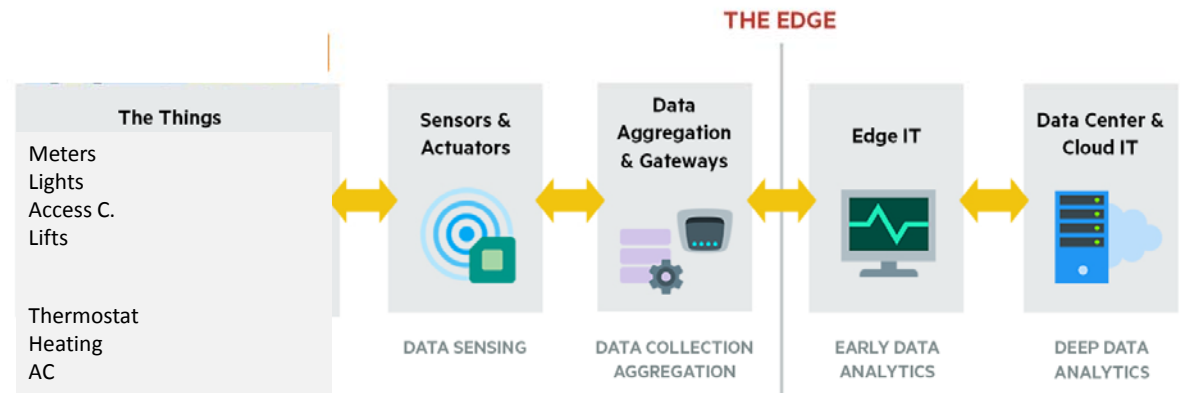 THE EDGE
The Things
Meters
Lights
Access C.
Lifts
Thermostat
Heating
AC
Sensors &
Actuators
DATA SENSING
Data
Aggregation
& Gateways
DATA COLLECTION
AGGREGATION
Edge IT
EARLY DATA
ANALYTICS
Data Center &
Cloud IT
DEEP DATA
ANALYTICS